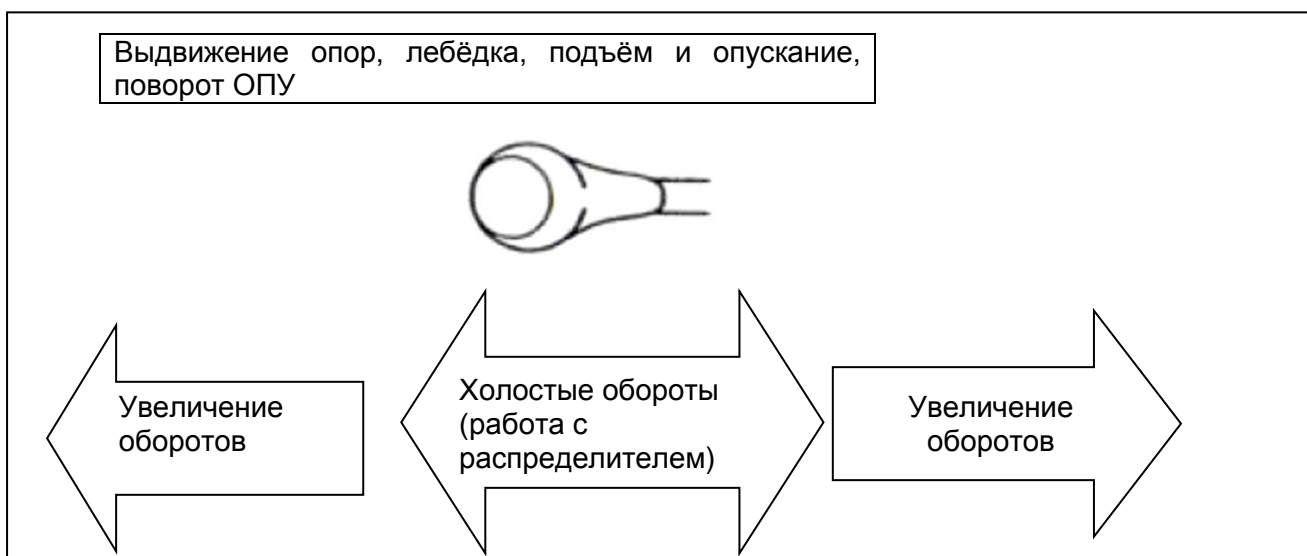 Выдвижение опор, лебёдка, подъём и опускание,
поворот ОПУ
Увеличение
оборотов
Холостые обороты
(работа с
распределителем)
Увеличение
оборотов